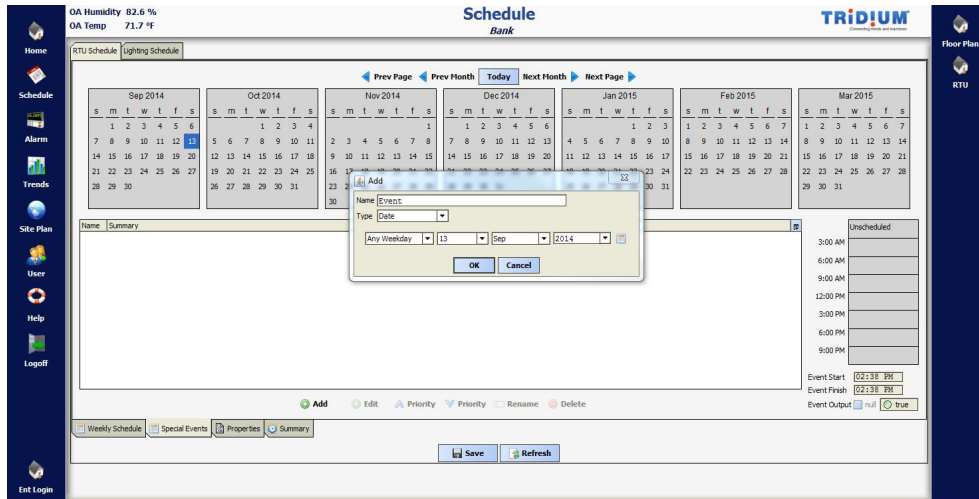 OA Humidity 82.6 %
OA Temp 71.7 ºF
Schedule
Bank
TRiDiUM
Connecting minds and machines
Home
Schedule
Alarm
Trends
Site Plan
User
Help
Logoff
Ent Login
Floor Plan
RTU
RTU Schedule Lighting Schedule
Prev Page Prev Month Today Next Month Next Page
Sep 2014
s m t w t f s
1 2 3 4 5 6
7 8 9 10 11 12 13
14 15 16 17 18 19 20
21 22 23 24 25 26 27
28 29 30
Oct 2014
s m t w t f s
1 2 3 4
5 6 7 8 9 10 11
12 13 14 15 16 17 18
19 20 21 22 23 24 25
26 27 28 29 30 31
Nov 2014
s m t w t f s
1
2 3 4 5 6 7 8
9 10 11 12 13 14 15
16
23
30
Dec 2014
s m t w t f s
1 2 3 4 5 6
7 8 9 10 11 12 13
14 15 16 17 18 19 20
Jan 2015
s m t w t f s
1 2 3
4 5 6 7 8 9 10
11 12 13 14 15 16 17
23 24
30 31
Feb 2015
s m t w t f s
1 2 3 4 5 6 7
8 9 10 11 12 13 14
15 16 17 18 19 20 21
22 23 24 25 26 27 28
Mar 2015
s m t w t f s
1 2 3 4 5 6 7
8 9 10 11 12 13 14
15 16 17 18 19 20 21
22 23 24 25 26 27 28
29 30 31
Add
Name Event
Type Date
Any Weekday 13 Sep 2014
OK Cancel
Name Summary
Unscheduled
3:00 AM
6:00 AM
9:00 AM
12:00 PM
3:00 PM
6:00 PM
9:00 PM
Event Start 02:38 PM
Event Finish 02:38 PM
Event Output null true
Add Edit Priority Priority Rename Delete
Weekly Schedule Special Events Properties Summary
Save Refresh